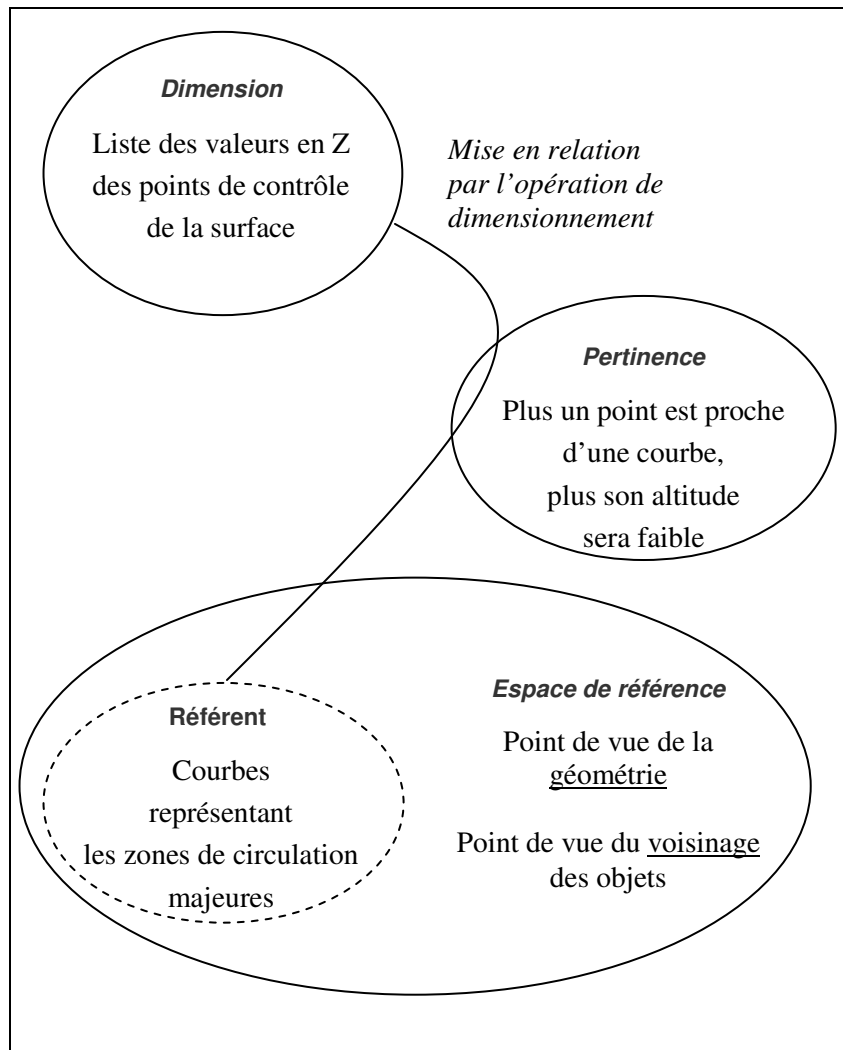 Dimension
Liste des valeurs en Z
des points de contrôle
de la surface
Mise en relation
par l’opération de
dimensionnement
Pertinence
Plus un point est proche
d’une courbe,
plus son altitude
sera faible
Référent
Courbes
représentant
les zones de circulation
majeures
Espace de référence
Point de vue de la
géométrie
Point de vue du voisinage
des objets